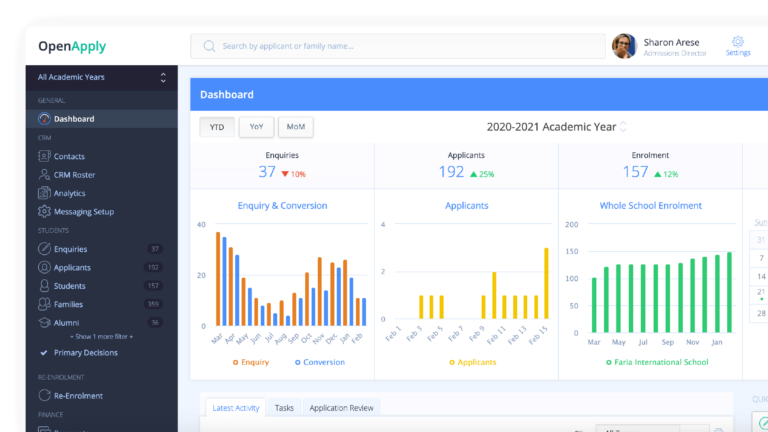 OpenApply
Search by applicant or family name...
Sharon Arese
Admissions Director
Settings
All Academic Years
GENERAL
Dashboard
CRM
Contacts
CRM Roster
Analytics
Messaging Setup
STUDENTS
Enquiries 37
Applicants 192
Students 157
Families 359
Alumni 36
+ Show 1 more filter +
Primary Decisions
RE-ENROLMENT
Re-Enrolment
FINANCE
Dashboard
YTD YoY MoM
2020-2021 Academic Year
Enquiries
37 10%
Applicants
192 25%
Enrolment
157 12%
Enquiry & Conversion
40
20
0
Mar Apr May Jun Jul Aug Sep Oct Nov Dec Jan Feb
Enquiry Conversion
Applicants
4
2
0
Feb 1 Feb 3 Feb 5 Feb 7 Feb 9 Feb 11 Feb 13 Feb 15
Applicants
Whole School Enrolment
200
150
100
50
0
Mar May Jul Sep Nov Jan
Faria International School
Sun
31
7
14
21
28
Latest Activity Tasks Application Review
QUIC